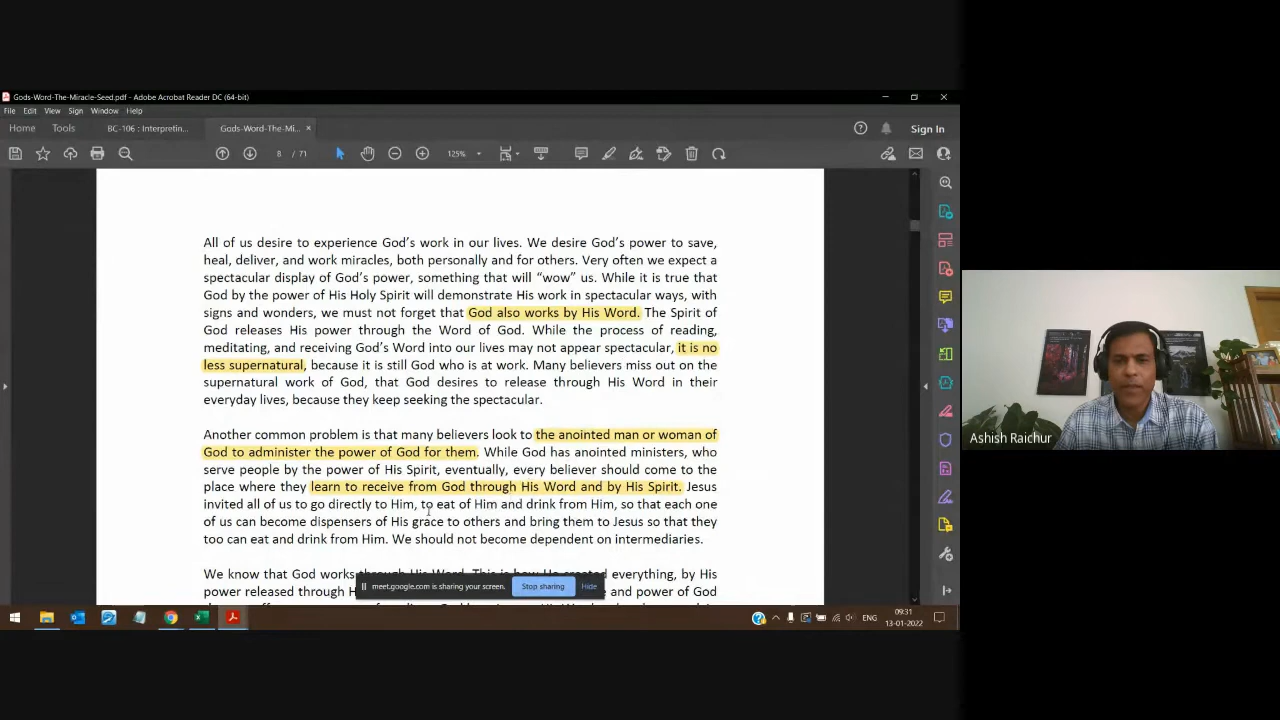 Gods-Word-The-Miracle-Seed.pdf - Adobe Acrobat Reader DC (64-bit)
File Edit View Sign Window Help
Home Tools BC-106 : Interpretin... Gods-Word-The-Mi... × Sign In
8 / 71 125%
All of us desire to experience God's work in our lives. We desire God's power to save,
heal, deliver, and work miracles, both personally and for others. Very often we expect a
spectacular display of God's power, something that will “wow” us. While it is true that
God by the power of His Holy Spirit will demonstrate His work in spectacular ways, with
signs and wonders, we must not forget that God also works by His Word. The Spirit of
God releases His power through the Word of God. While the process of reading,
meditating, and receiving God's Word into our lives may not appear spectacular, it is no
less supernatural, because it is still God who is at work. Many believers miss out on the
supernatural work of God, that God desires to release through His Word in their
everyday lives, because they keep seeking the spectacular.
Another common problem is that many believers look to the anointed man or woman of
God to administer the power of God for them. While God has anointed ministers, who
serve people by the power of His Spirit, eventually, every believer should come to the
place where they learn to receive from God through His Word and by His Spirit. Jesus
invited all of us to go directly to Him, to eat of Him and drink from Him, so that each one
of us can become dispensers of His grace to others and bring them to Jesus so that they
too can eat and drink from Him. We should not become dependent on intermediaries.
We know that God works through His Word. This is how He created everything, by His
power released through H and power of God
meet.google.com is sharing your screen. Stop sharing Hide
Ashish Raichur
ENG 09:31
13-01-2022